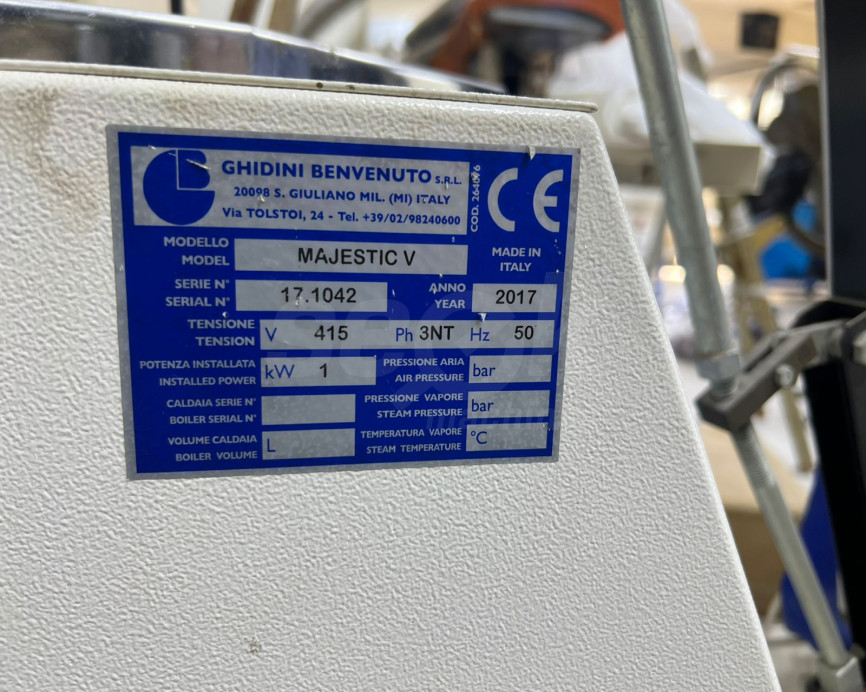 GHIDINI BENVENUTO S.R.L.
20098 S. GIULIANO MIL. (MI) ITALY
Via TOLSTOI, 24 - Tel. +39/02/98240600
COD. 264076
CE
MADE IN
ITALY
MODELLO
MODEL
MAJESTIC V
SERIE N°
SERIAL N°
17.1042
ANNO
YEAR
2017
TENSIONE
TENSION
V 415 Ph 3NT Hz 50
POTENZA INSTALLATA
INSTALLED POWER
kW 1
PRESSIONE ARIA
AIR PRESSURE
bar
CALDAIA SERIE N°
BOILER SERIAL N°
PRESSIONE VAPORE
STEAM PRESSURE
bar
VOLUME CALDAIA
BOILER VOLUME
L
TEMPERATURA VAPORE
STEAM TEMPERATURE
°C